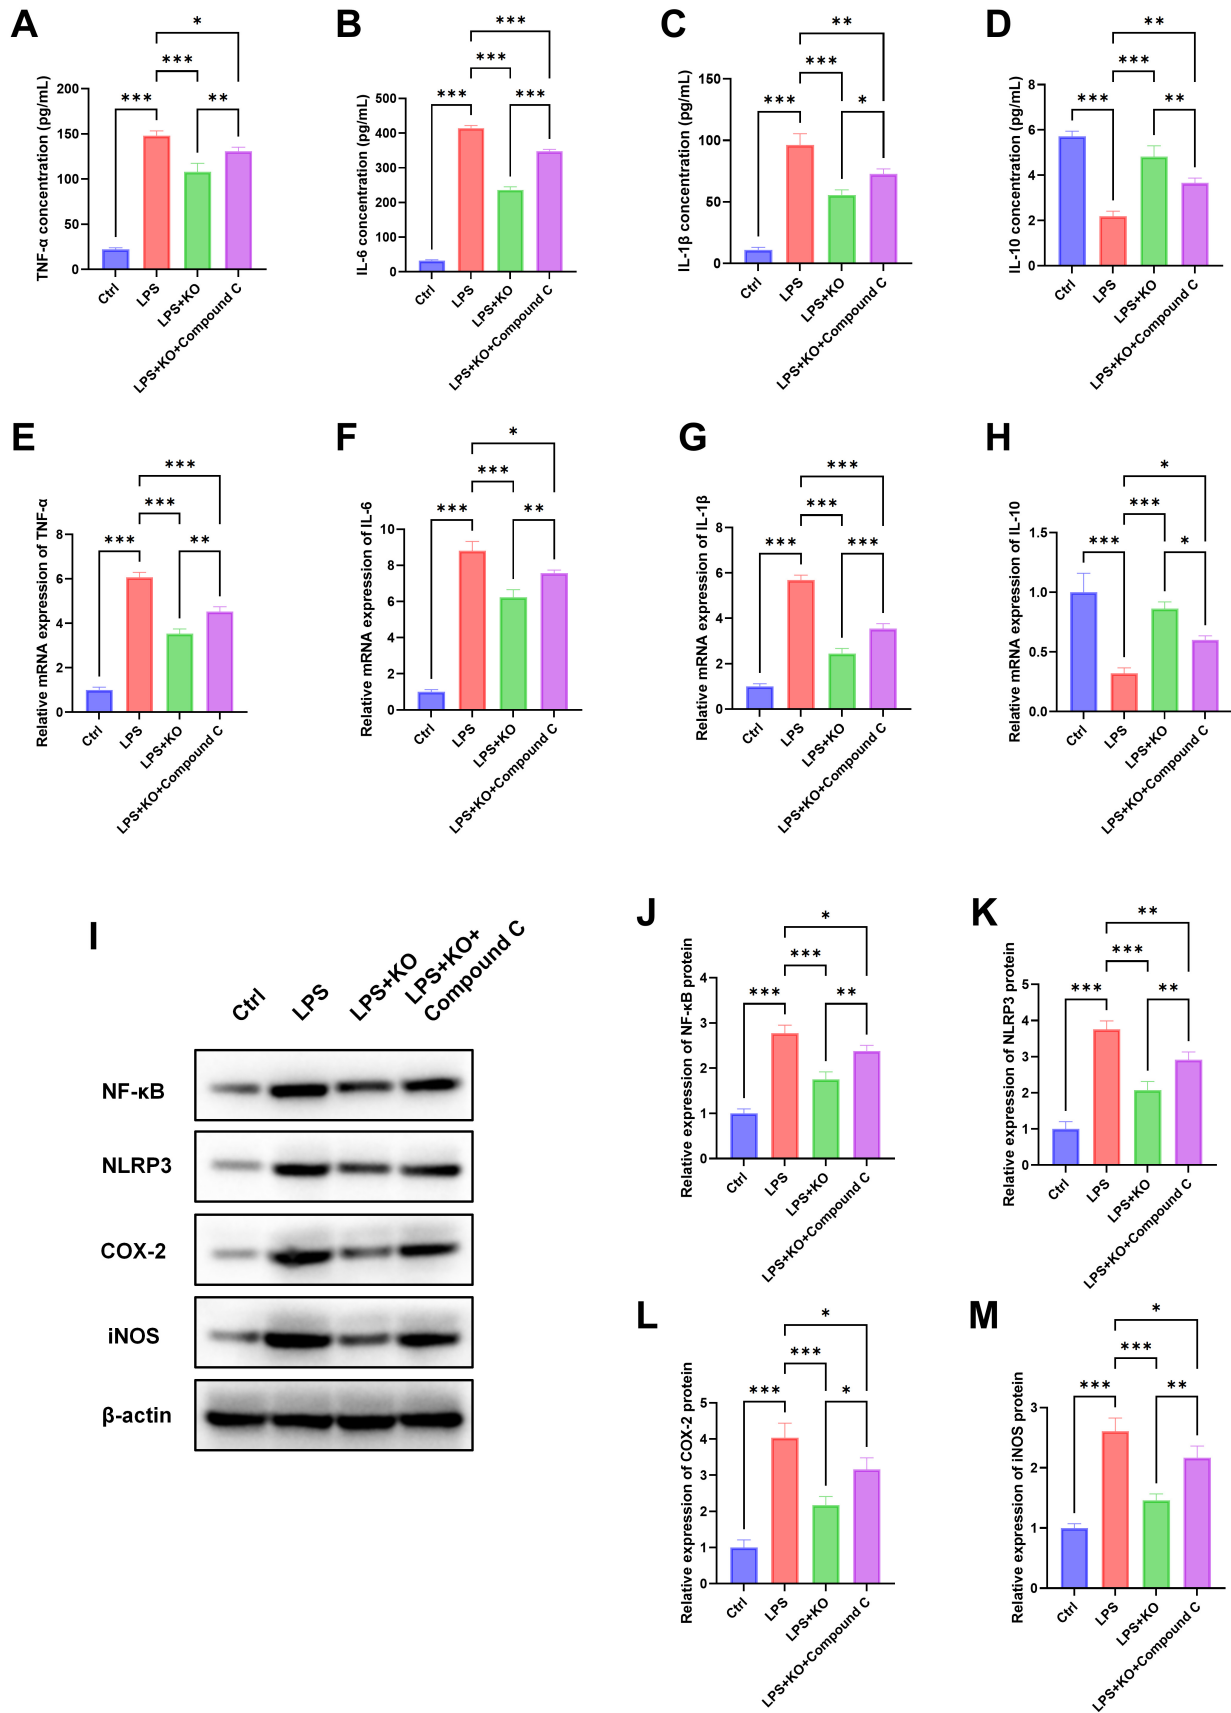 A
TNF-α concentration (pg/mL)
200
150
100
50
0
*
***
***
**
Ctrl
LPS
LPS+KO
LPS+KO+Compound C
B
IL-6 concentration (pg/mL)
500
400
300
200
100
0
***
***
***
***
Ctrl
LPS
LPS+KO
LPS+KO+Compound C
C
IL-1β concentration (pg/mL)
150
100
50
0
**
***
***
*
Ctrl
LPS
LPS+KO
LPS+KO+Compound C
D
IL-10 concentration (pg/mL)
8
6
4
2
0
**
***
***
**
Ctrl
LPS
LPS+KO
LPS+KO+Compound C
E
Relative mRNA expression of TNF-α
8
6
4
2
0
***
***
***
**
Ctrl
LPS
LPS+KO
LPS+KO+Compound C
F
Relative mRNA expression of IL-6
10
8
6
4
2
0
*
***
***
**
Ctrl
LPS
LPS+KO
LPS+KO+Compound C
G
Relative mRNA expression of IL-1β
8
6
4
2
0
***
***
***
***
Ctrl
LPS
LPS+KO
LPS+KO+Compound C
H
Relative mRNA expression of IL-10
1.5
1.0
0.5
0.0
*
***
***
*
Ctrl
LPS
LPS+KO
LPS+KO+Compound C
I
Ctrl
LPS
LPS+KO
LPS+KO+
Compound C
NF-κB
NLRP3
COX-2
iNOS
β-actin
J
Relative expression of NF-κB protein
4
3
2
1
0
*
***
***
**
Ctrl
LPS
LPS+KO
LPS+KO+Compound C
K
Relative expression of NLRP3 protein
5
4
3
2
1
0
**
***
***
**
Ctrl
LPS
LPS+KO
LPS+KO+Compound C
L
Relative expression of COX-2 protein
5
4
3
2
1
0
*
***
***
*
Ctrl
LPS
LPS+KO
LPS+KO+Compound C
M
Relative expression of iNOS protein
3
2
1
0
*
***
***
**
Ctrl
LPS
LPS+KO
LPS+KO+Compound C